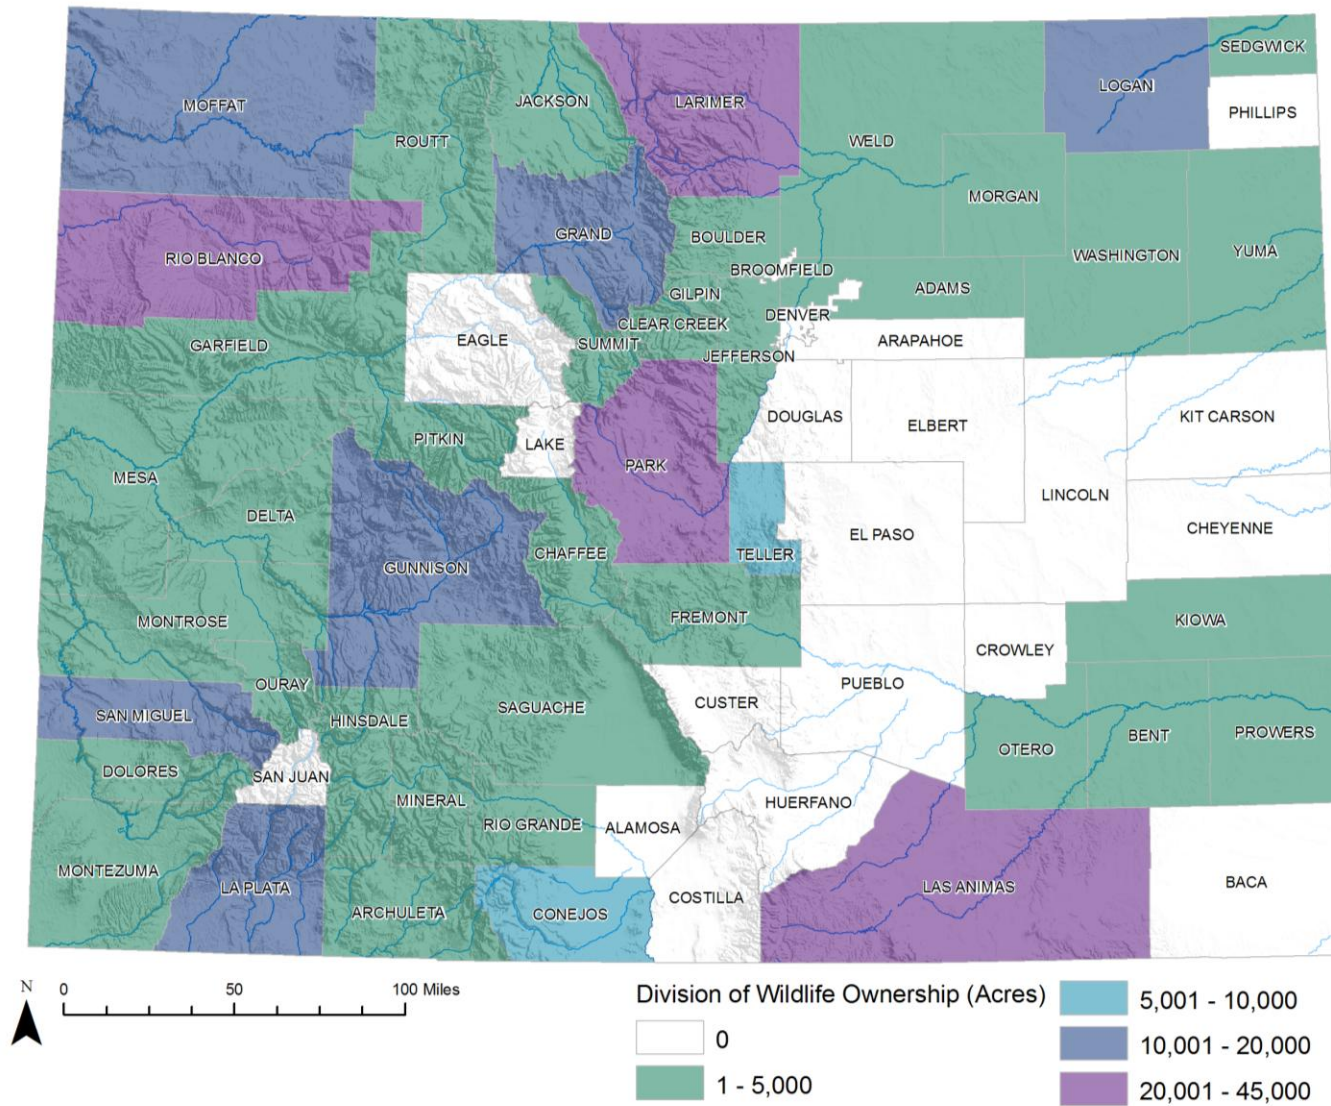 SEDGWICK
LOGAN
MOFFAT
JACKSON
LARIMER
PHILLIPS
ROUTT
WELD
MORGAN
GRAND
BOULDER
RIO BLANCO
WASHINGTON
YUMA
BROOMFIELD
GILPIN
ADAMS
DENVER
CLEAR CREEK
EAGLE
SUMMIT
ARAPAHOE
GARFIELD
JEFFERSON
DOUGLAS
KIT CARSON
ELBERT
PITKIN
LAKE
PARK
MESA
LINCOLN
DELTA
CHEYENNE
EL PASO
CHAFFEE
TELLER
GUNNISON
MONTROSE
FREMONT
KIOWA
CROWLEY
OURAY
PUEBLO
CUSTER
SAN MIGUEL
HINSDALE
SAGUACHE
PROWERS
BENT
OTERO
DOLORES
SAN JUAN
MINERAL
HUERFANO
RIO GRANDE
ALAMOSA
MONTEZUMA
LA PLATA
LAS ANIMAS
BACA
COSTILLA
ARCHULETA
CONEJOS
N
0 50 100 Miles
Division of Wildlife Ownership (Acres)
0
1 - 5,000
5,001 - 10,000
10,001 - 20,000
20,001 - 45,000